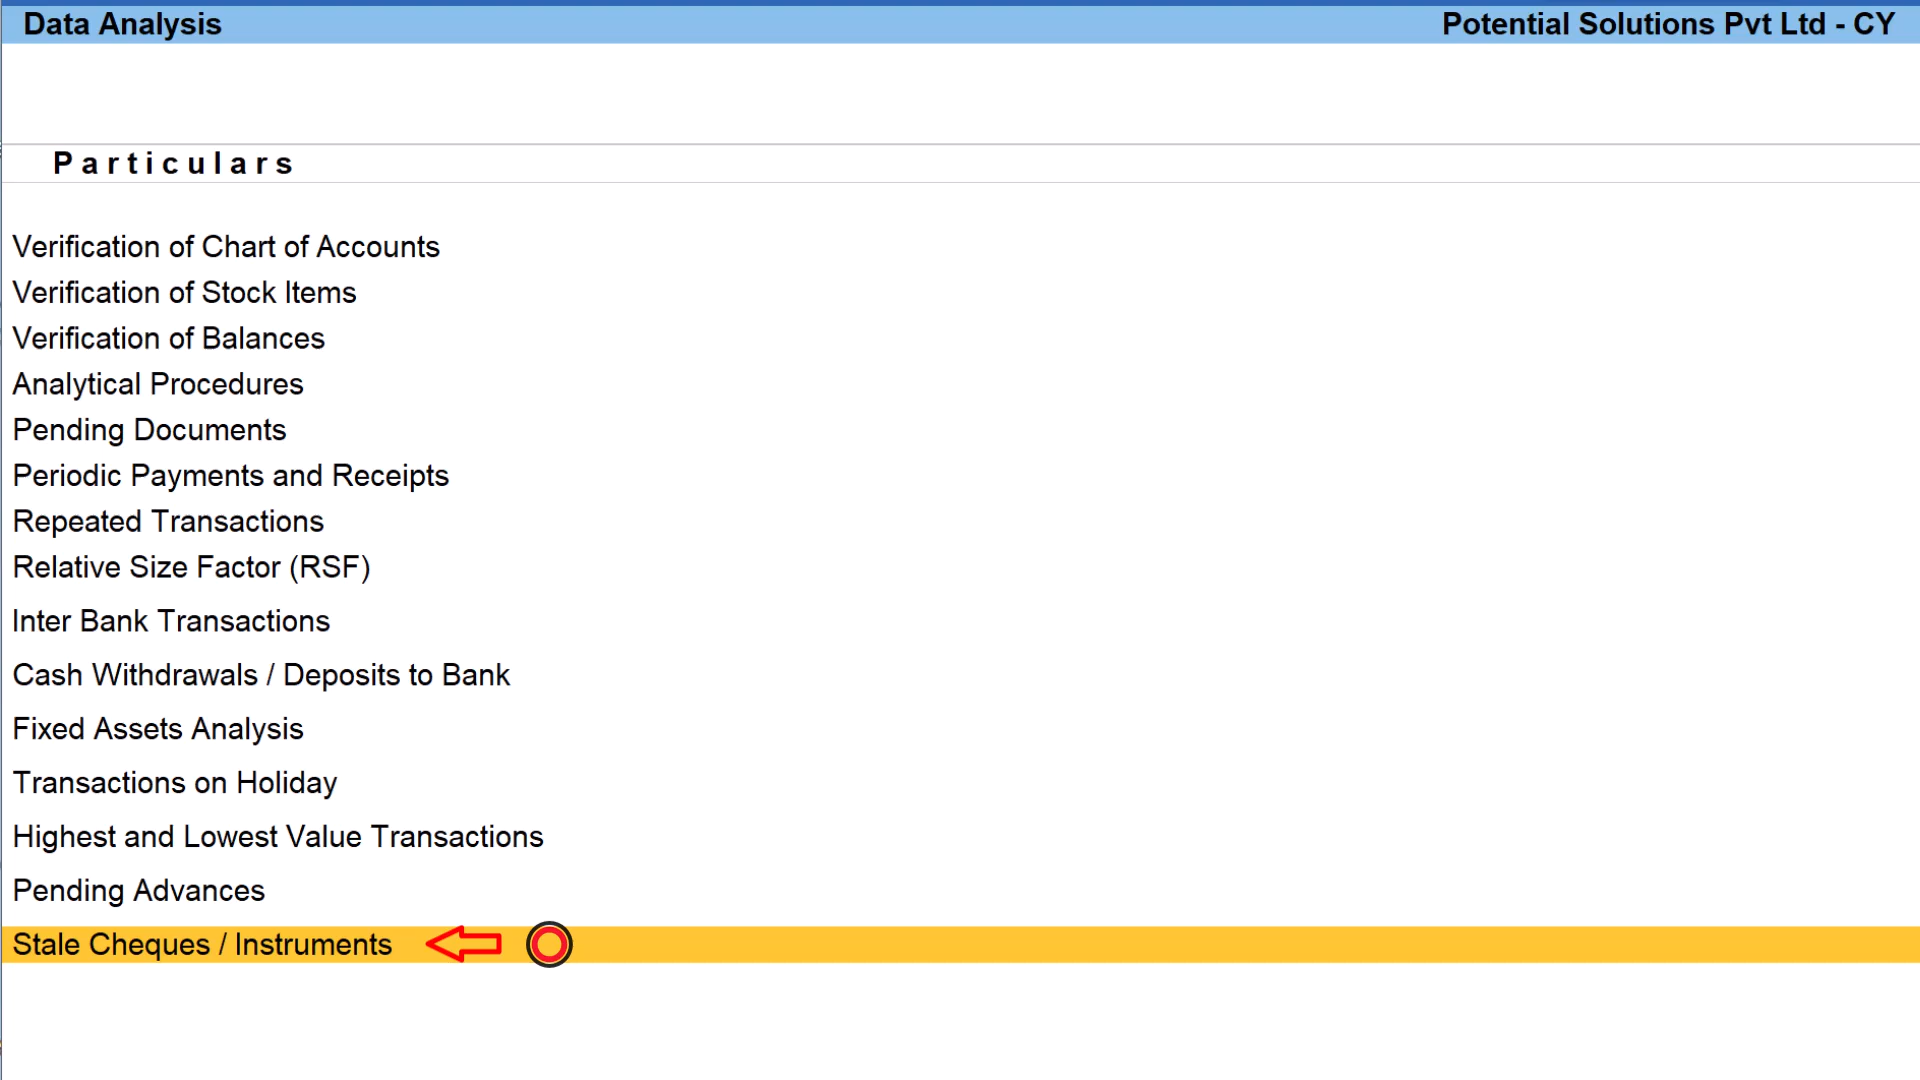 Data Analysis Potential Solutions Pvt Ltd - CY
Particulars
Verification of Chart of Accounts
Verification of Stock Items
Verification of Balances
Analytical Procedures
Pending Documents
Periodic Payments and Receipts
Repeated Transactions
Relative Size Factor (RSF)
Inter Bank Transactions
Cash Withdrawals / Deposits to Bank
Fixed Assets Analysis
Transactions on Holiday
Highest and Lowest Value Transactions
Pending Advances
Stale Cheques / Instruments